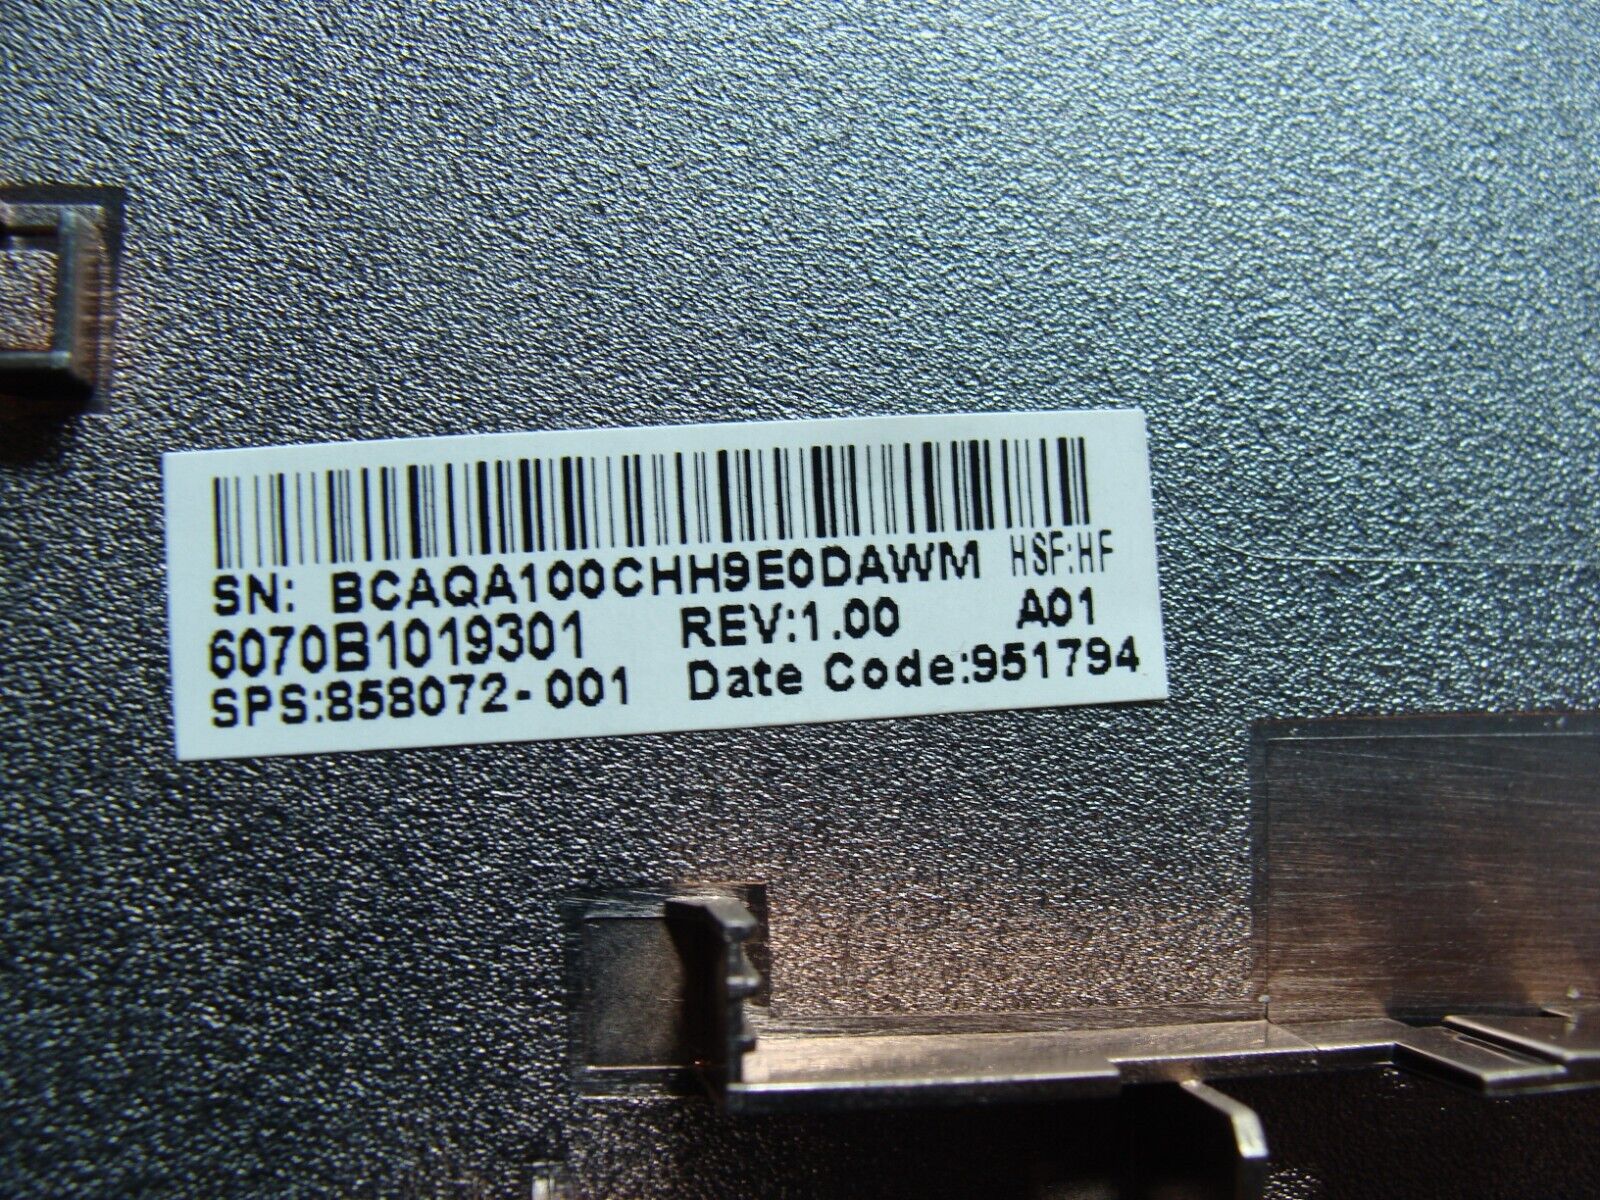 SN: BCAQA100CHH9E0DAWM HSF:HF
6070B1019301 REV:1.00 A01
SPS:858072-001 Date Code:951794